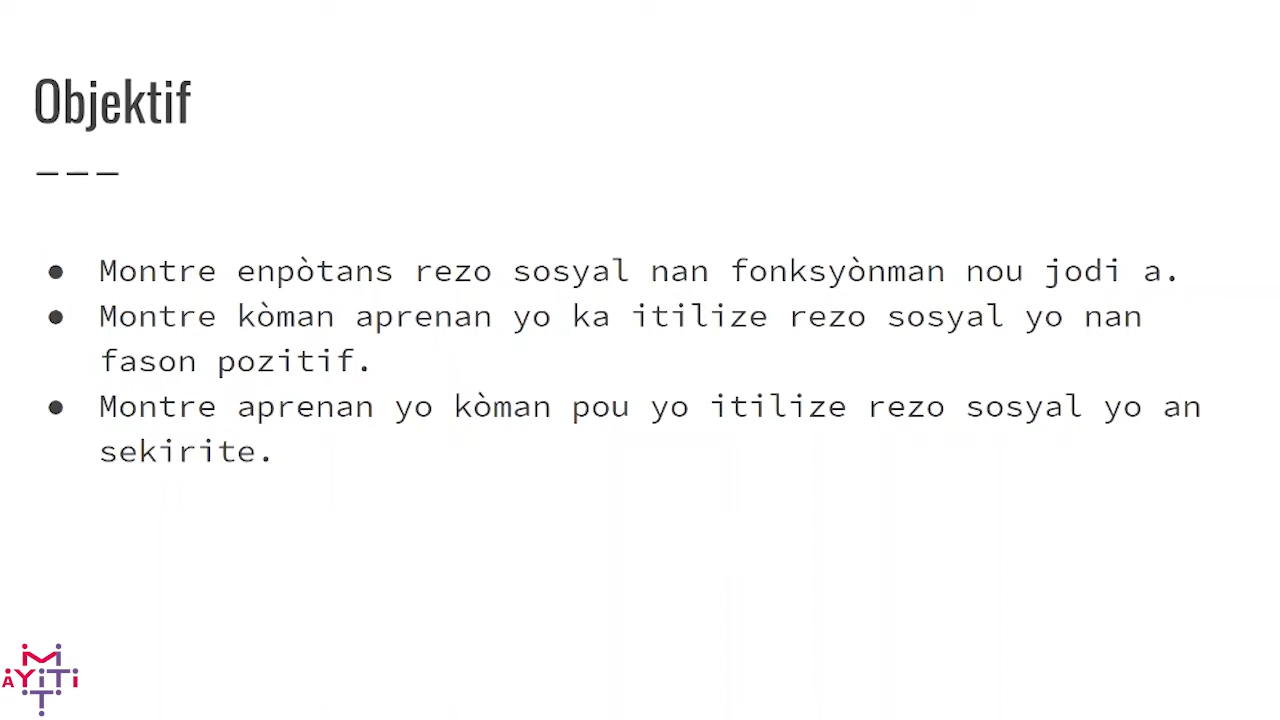 Objektif
● Montre enpòtans rezo sosyal nan fonksyònman nou jodi a.
● Montre kòman aprenan yo ka itilize rezo sosyal yo nan
fason pozitif.
● Montre aprenan yo kòman pou yo itilize rezo sosyal yo an
sekirite.
MIT
AYITI